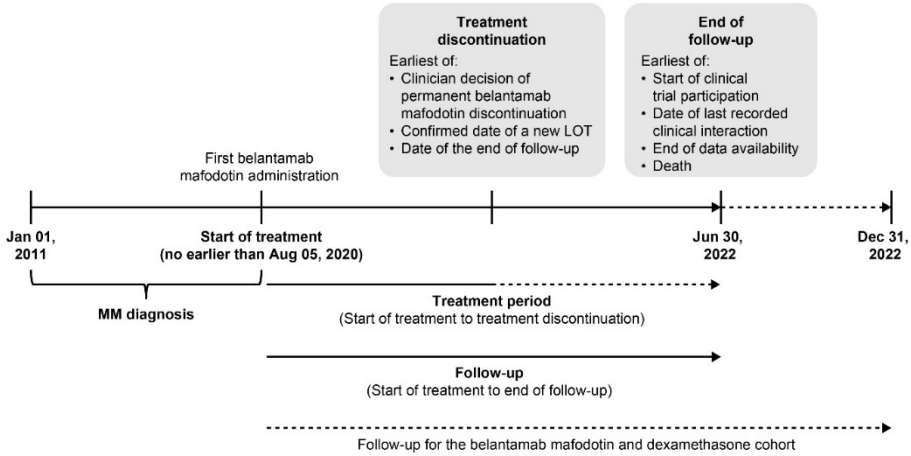 Treatment
discontinuation
Earliest of:
• Clinician decision of
permanent belantamab
mafodotin discontinuation
• Confirmed date of a new LOT
• Date of the end of follow-up
End of
follow-up
Earliest of:
• Start of clinical
trial participation
• Date of last recorded
clinical interaction
• End of data availability
• Death
First belantamab
mafodotin administration
Jan 01,
2011
Start of treatment
(no earlier than Aug 05, 2020)
Jun 30,
2022
Dec 31,
2022
MM diagnosis
Treatment period
(Start of treatment to treatment discontinuation)
Follow-up
(Start of treatment to end of follow-up)
Follow-up for the belantamab mafodotin and dexamethasone cohort